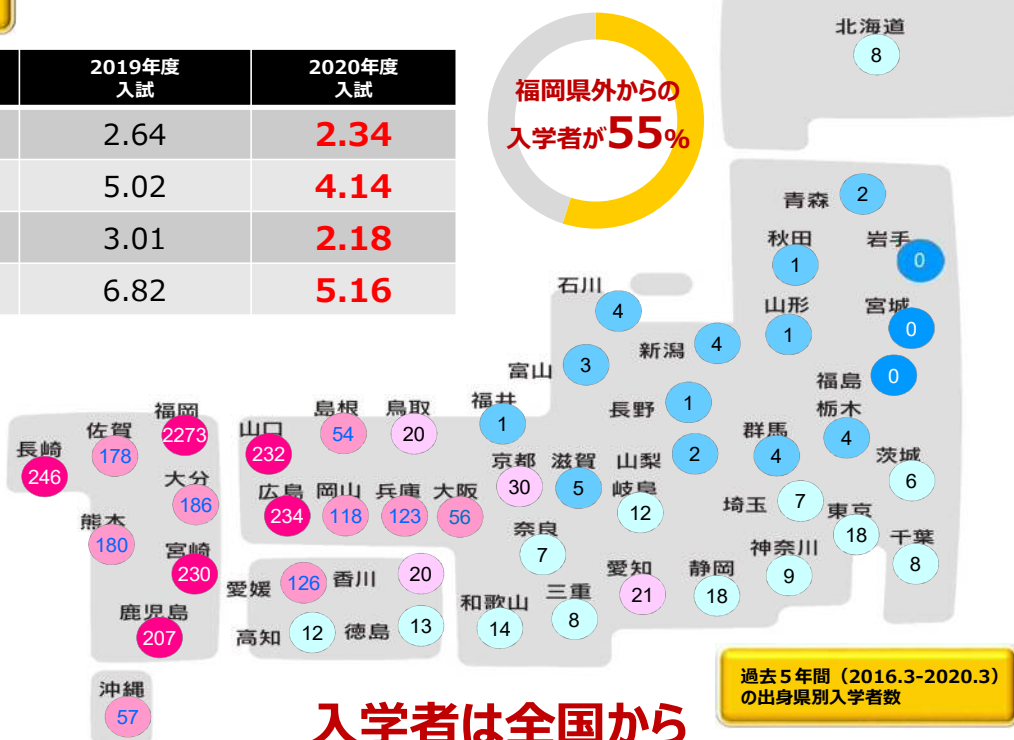 2019年度
入試
2020年度
入試
2.64
2.34
5.02
4.14
3.01
2.18
6.82
5.16
福岡県外からの
入学者が55%
北海道
8
青森
2
秋田
1
岩手
0
山形
1
宮城
0
福島
0
石川
4
新潟
4
富山
3
福井
1
長野
1
山梨
2
群馬
4
栃木
4
茨城
6
埼玉
7
東京
18
千葉
8
神奈川
9
静岡
18
愛知
21
岐阜
12
三重
8
滋賀
5
京都
30
奈良
7
和歌山
14
大阪
56
兵庫
123
岡山
118
広島
234
鳥取
20
島根
54
山口
232
香川
20
愛媛
126
高知
12
徳島
13
福岡
2273
佐賀
178
長崎
246
大分
186
熊本
180
宮崎
230
鹿児島
207
沖縄
57
過去5年間（2016.3-2020.3）
の出身県別入学者数
入学者は全国から